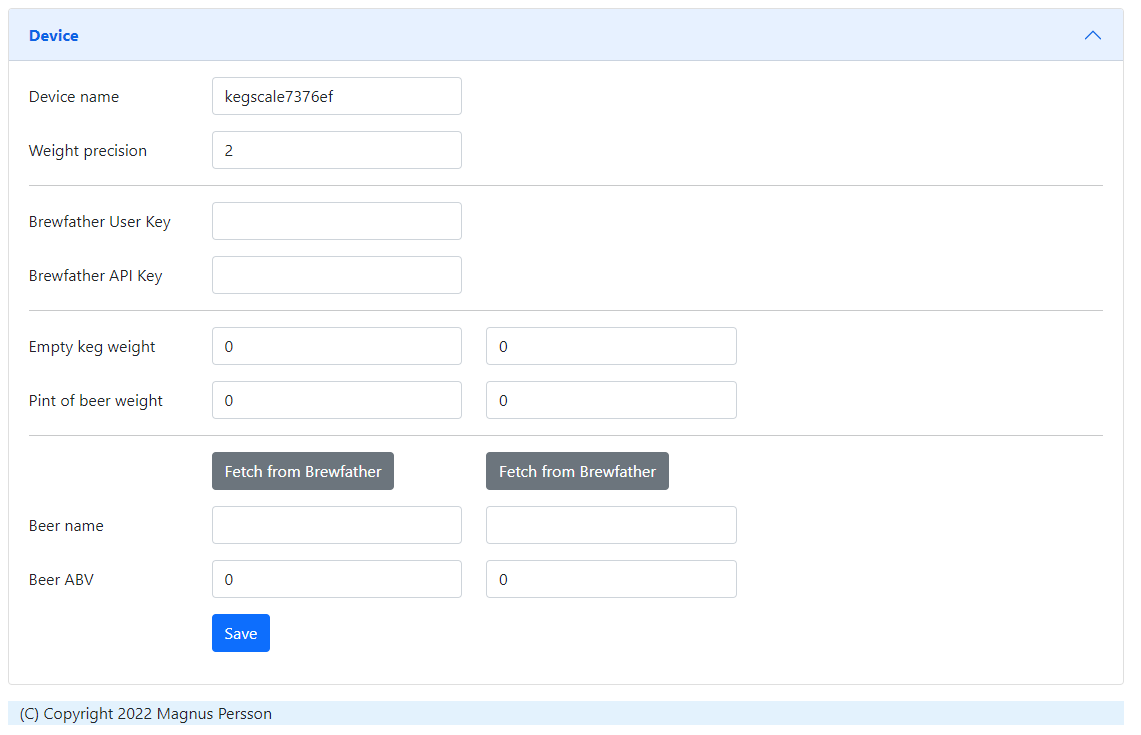 Device
Device name kegscale7376ef
Weight precision 2
Brewfather User Key
Brewfather API Key
Empty keg weight 0 0
Pint of beer weight 0 0
Fetch from Brewfather Fetch from Brewfather
Beer name
Beer ABV 0 0
Save
(C) Copyright 2022 Magnus Persson